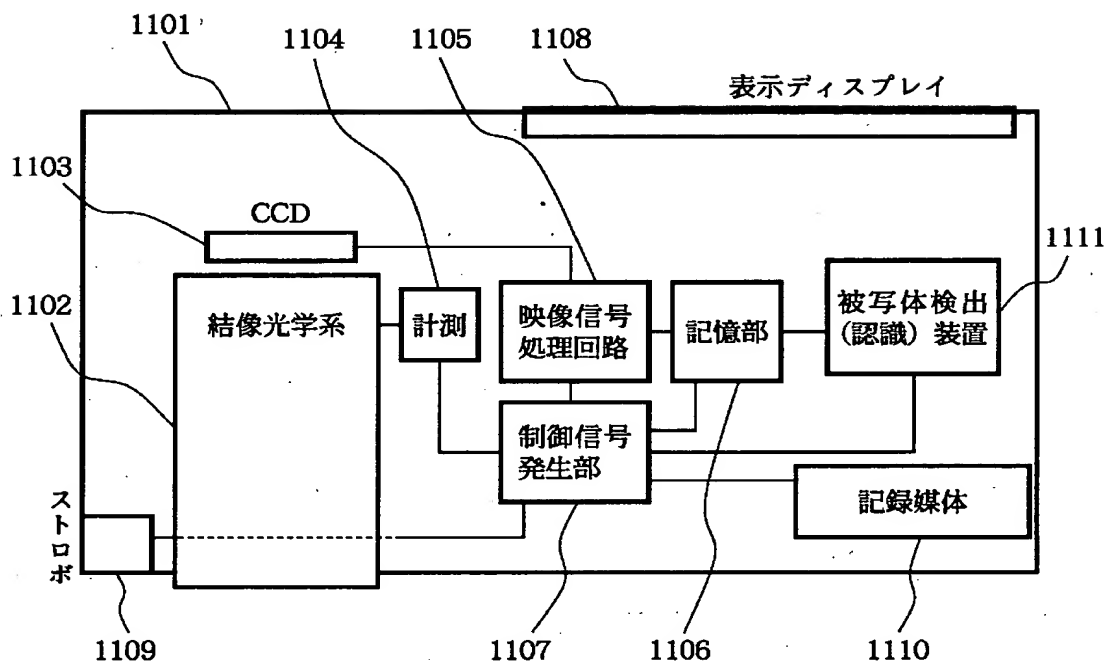 1104
1105
1108
1101
表示ディスプレイ
1103
CCD
1111
1102
結像光学系
計測
映像信号
処理回路
記憶部
被写体検出
(認識) 装置
制御信号
発生部
記録媒体
ストロボ
1109
1107
1106
1110